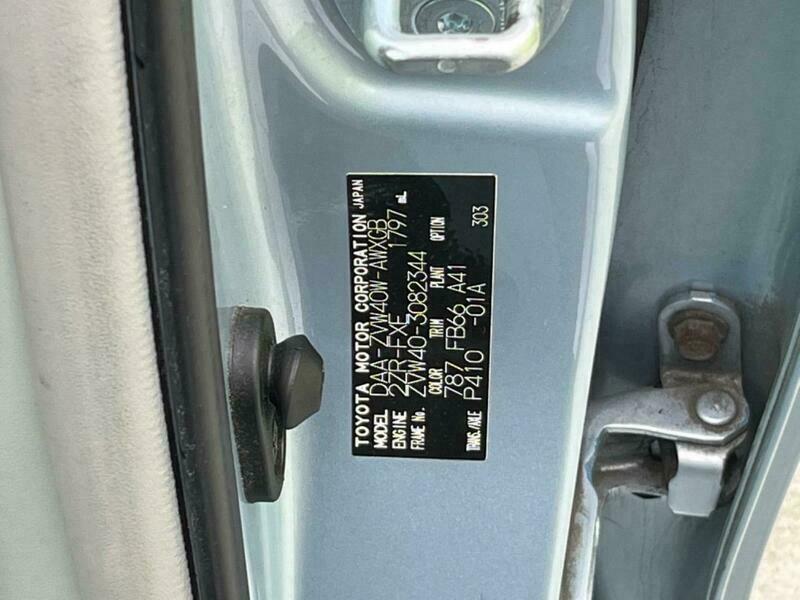 TOYOTA MOTOR CORPORATION JAPAN
MODEL DAA-ZVW40W-AWXGB
ENGINE 2ZR-FXE 1797 mL
FRAME No. ZVW40-3082344
COLOR TRIM PLANT OPTION
787 FB66 A41
TRANS./AXLE P410 -01A 303